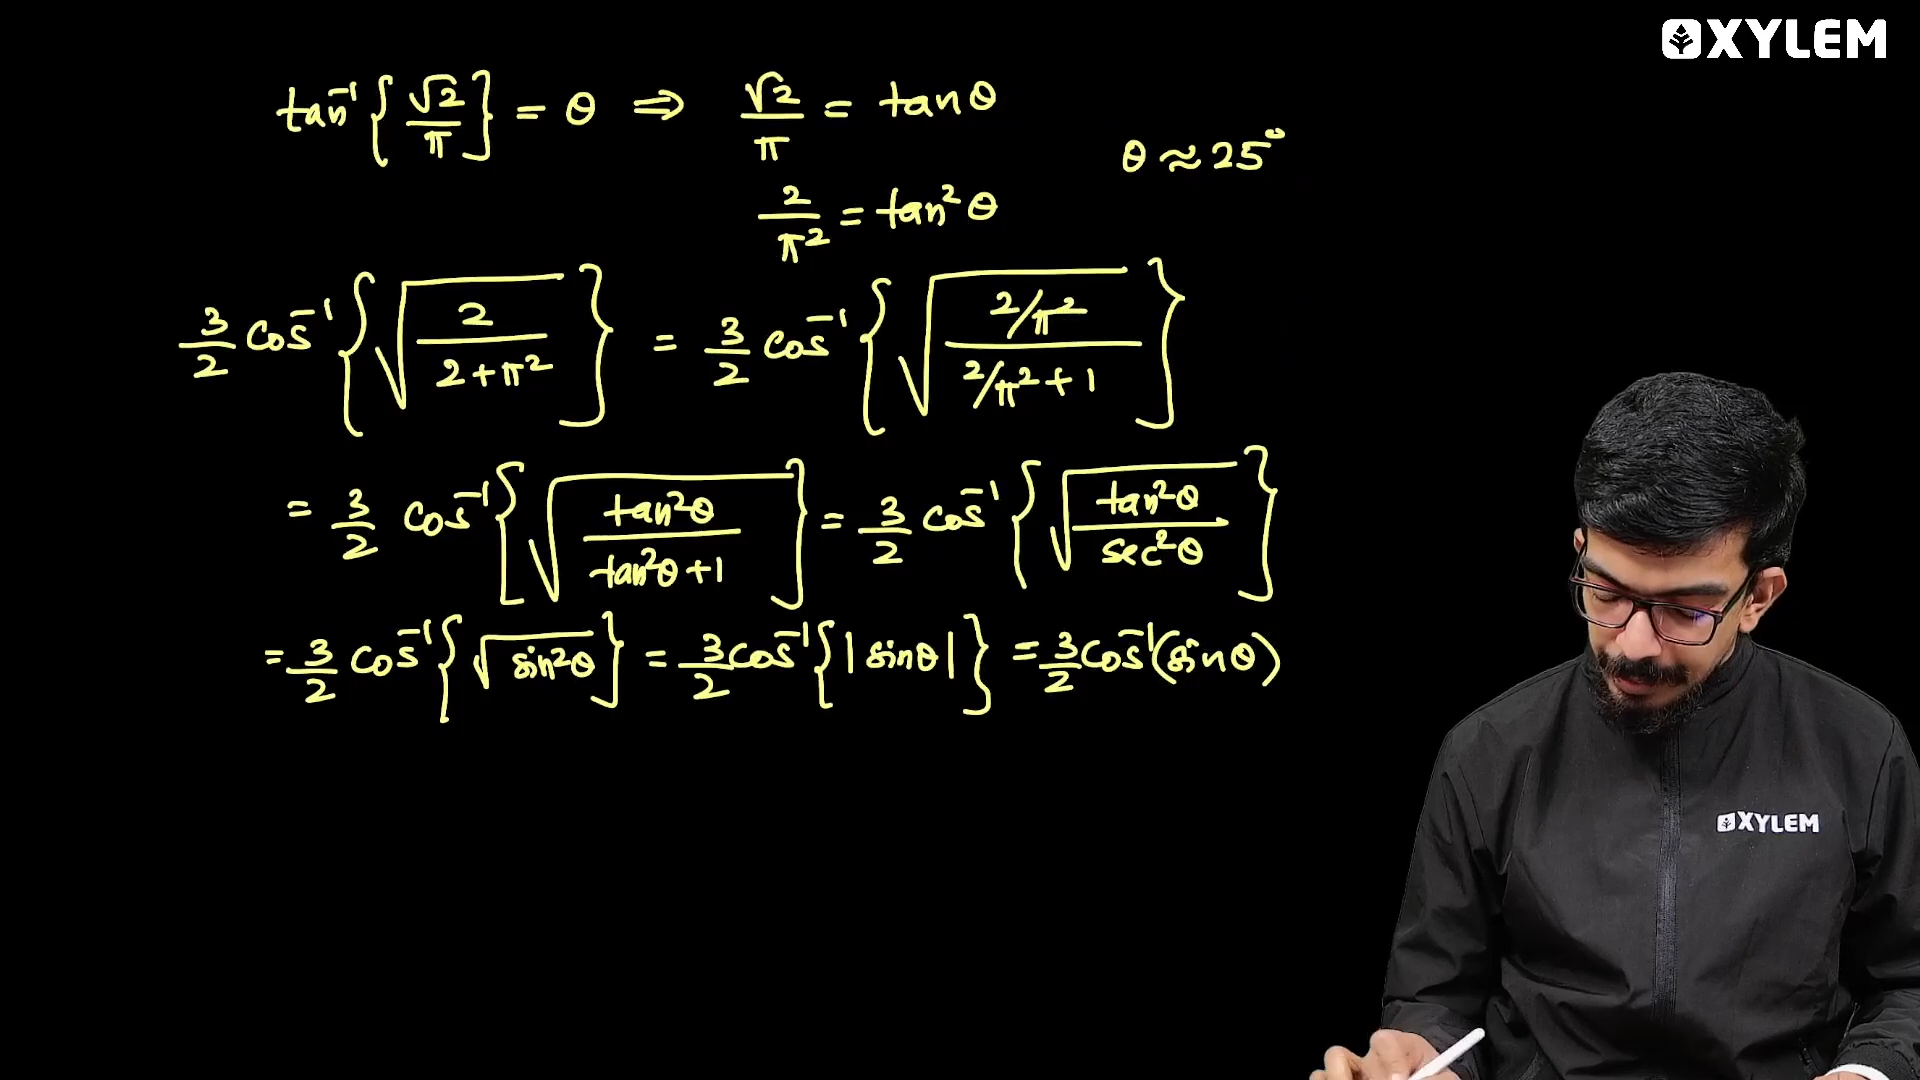 XYLEM
tan⁻¹{√2/π} = θ ⇒ √2/π = tanθ
θ ≈ 25°
2/π² = tan²θ
3/2 cos⁻¹{√(2/(2+π²))} = 3/2 cos⁻¹{√((2/π²)/(2/π²+1))}
= 3/2 cos⁻¹{√(tan²θ/(tan²θ+1))} = 3/2 cos⁻¹{√(tan²θ/sec²θ)}
= 3/2 cos⁻¹{√sin²θ} = 3/2 cos⁻¹{|sinθ|} = 3/2 cos⁻¹(sinθ)
XYLEM